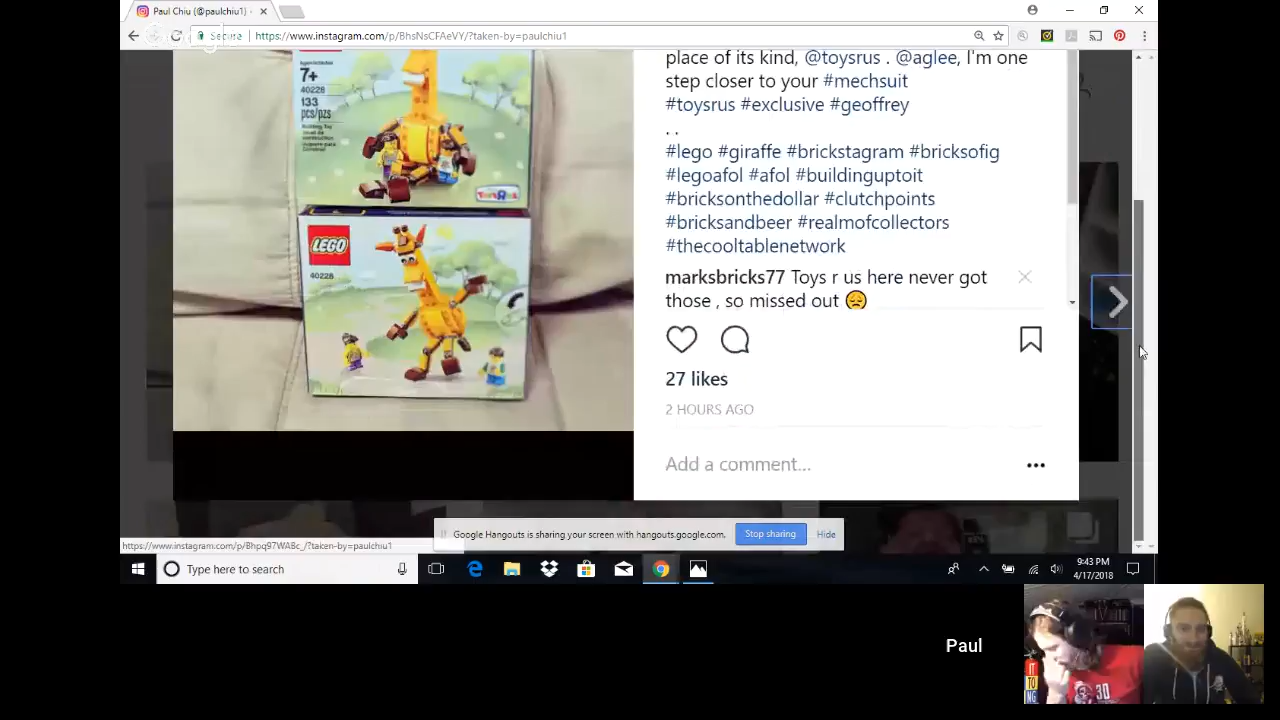 Paul Chiu (@paulchiu1) -
Secure
https://www.instagram.com/p/BhsNsCFAeVY/?taken-by=paulchiu1
7+
40228
133
pcs/pzs
ToysRus
LEGO
40228
place of its kind, @toysrus . @aglee, I'm one
step closer to your #mechsuit
#toysrus #exclusive #geoffrey
. .
#lego #giraffe #brickstagram #bricksofig
#legoafol #afol #buildinguptoit
#bricksonthedollar #clutchpoints
#bricksandbeer #realmofcollectors
#thecooltablenetwork
marksbricks77 Toys r us here never got
those , so missed out
27 likes
2 HOURS AGO
Add a comment...
Google Hangouts is sharing your screen with hangouts.google.com.
Stop sharing
Hide
https://www.instagram.com/p/Bhpq97WABc_/?taken-by=paulchiu1
Type here to search
9:43 PM
4/17/2018
Paul